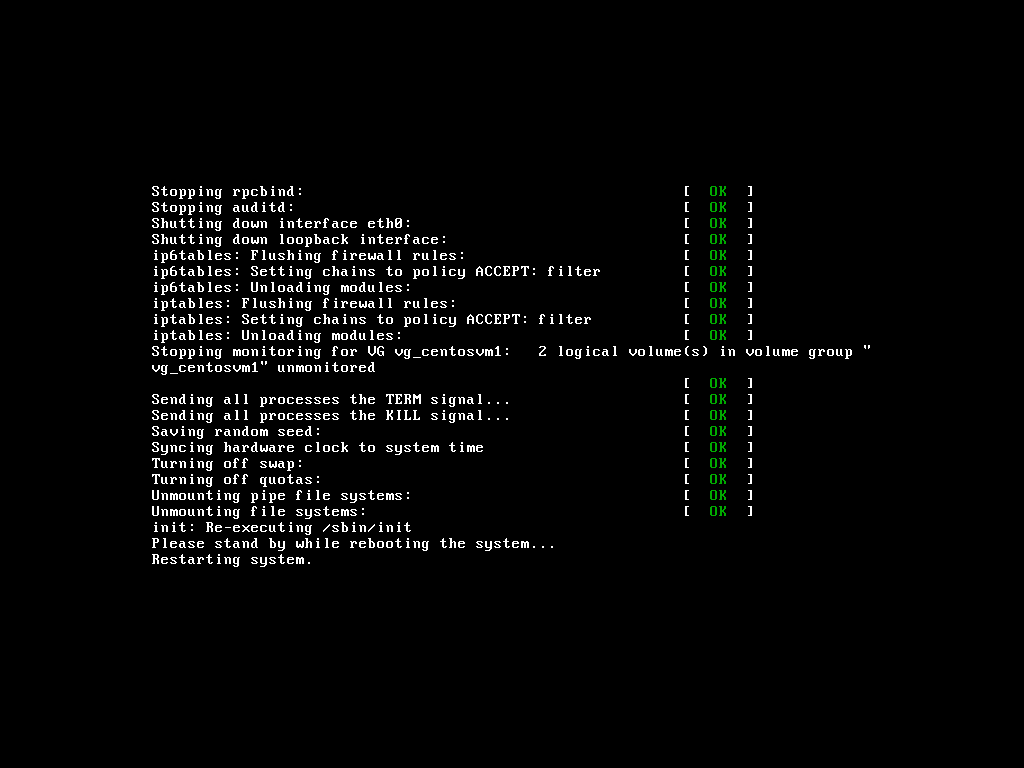 Stopping rpcbind: [ OK ]
Stopping auditd: [ OK ]
Shutting down interface eth0: [ OK ]
Shutting down loopback interface: [ OK ]
ip6tables: Flushing firewall rules: [ OK ]
ip6tables: Setting chains to policy ACCEPT: filter [ OK ]
ip6tables: Unloading modules: [ OK ]
iptables: Flushing firewall rules: [ OK ]
iptables: Setting chains to policy ACCEPT: filter [ OK ]
iptables: Unloading modules: [ OK ]
Stopping monitoring for VG vg_centosvm1: 2 logical volume(s) in volume group "
vg_centosvm1" unmonitored
[ OK ]
Sending all processes the TERM signal... [ OK ]
Sending all processes the KILL signal... [ OK ]
Saving random seed: [ OK ]
Syncing hardware clock to system time [ OK ]
Turning off swap: [ OK ]
Turning off quotas: [ OK ]
Unmounting pipe file systems: [ OK ]
Unmounting file systems: [ OK ]
init: Re-executing /sbin/init
Please stand by while rebooting the system...
Restarting system.